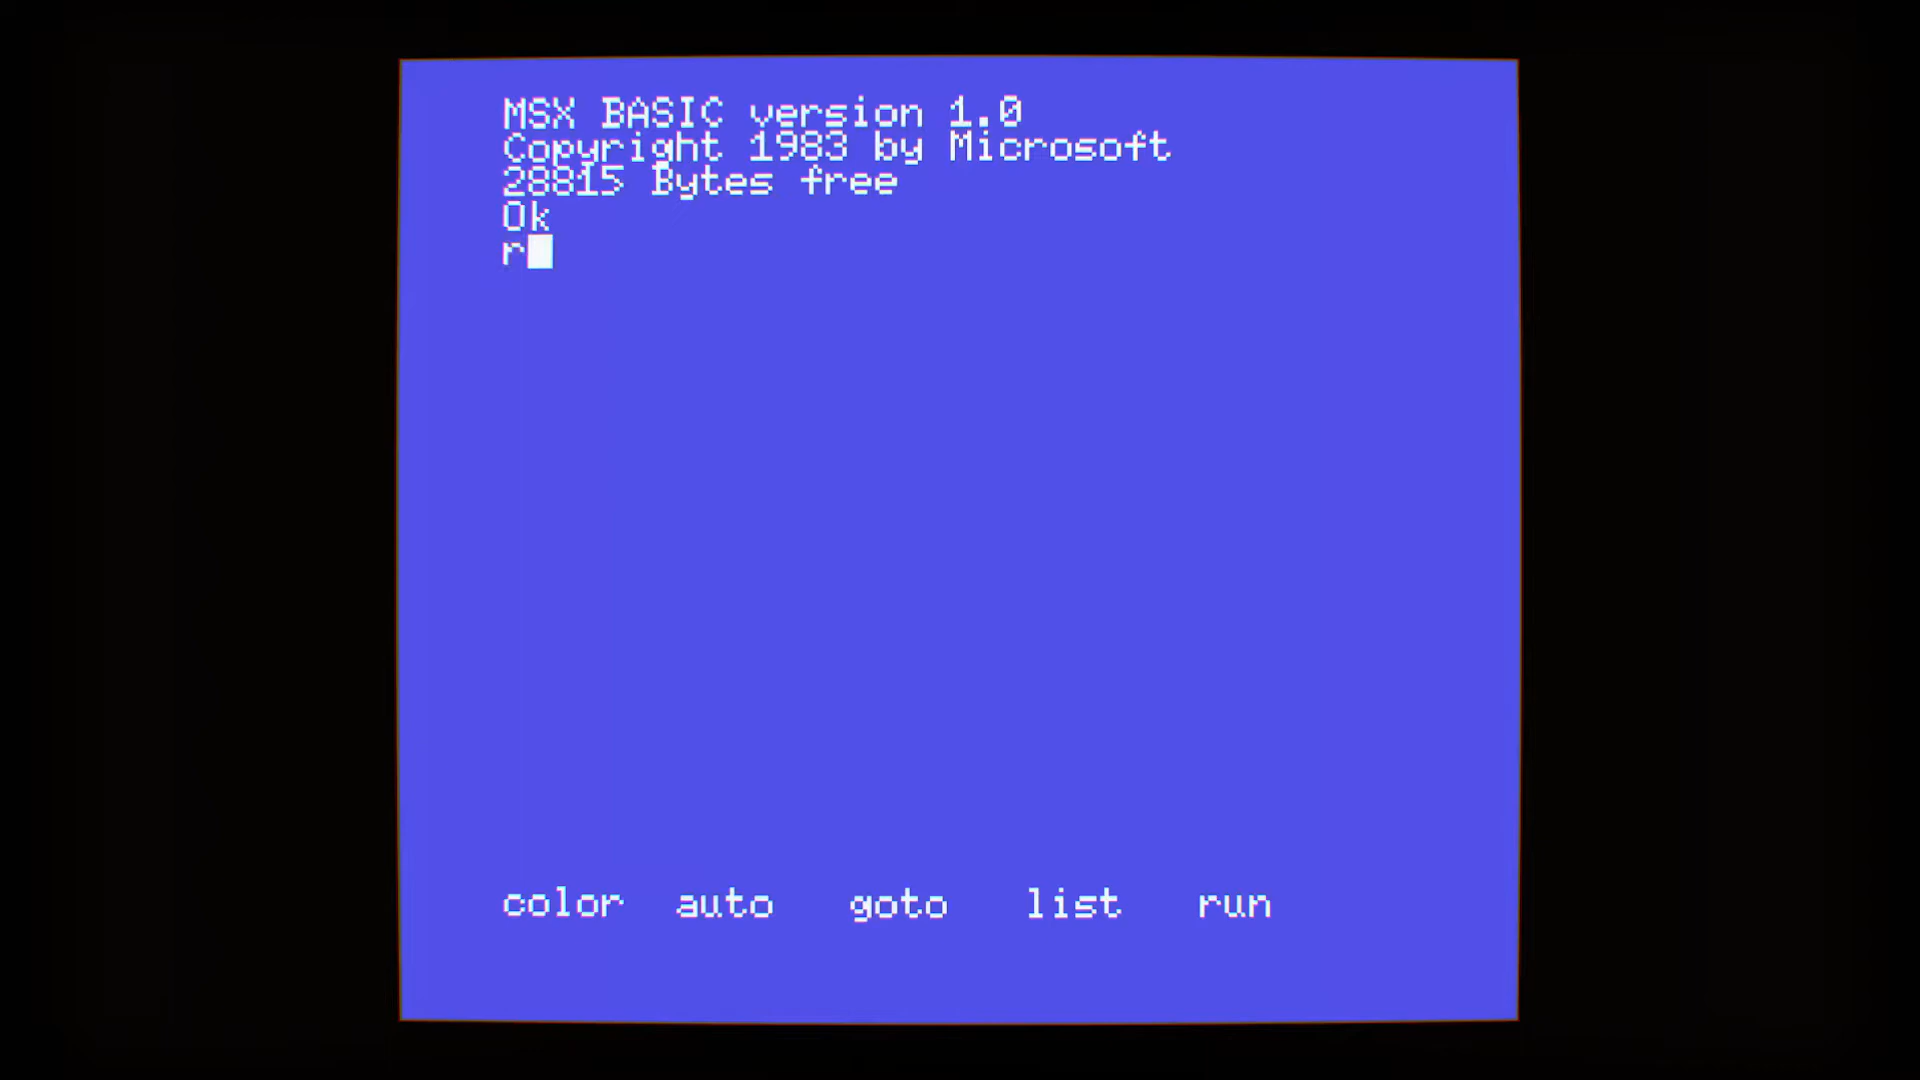 MSX BASIC version 1.0
Copyright 1983 by Microsoft
28815 Bytes free
Ok
r
color auto goto list run